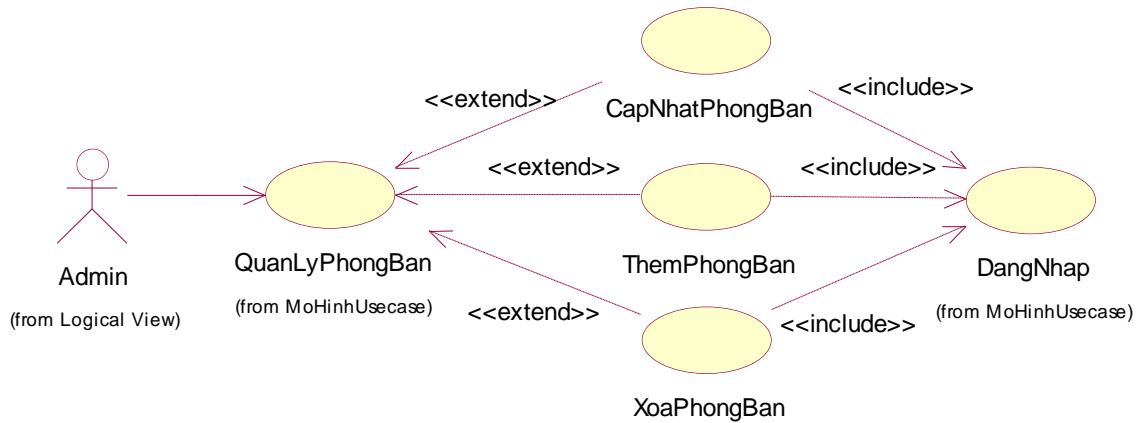 <<extend>>
<<include>>
CapNhatPhongBan
<<extend>>
<<include>>
Admin
(from Logical View)
QuanLyPhongBan
(from MoHinhUsecase)
ThemPhongBan
DangNhap
(from MoHinhUsecase)
<<extend>>
<<include>>
XoaPhongBan